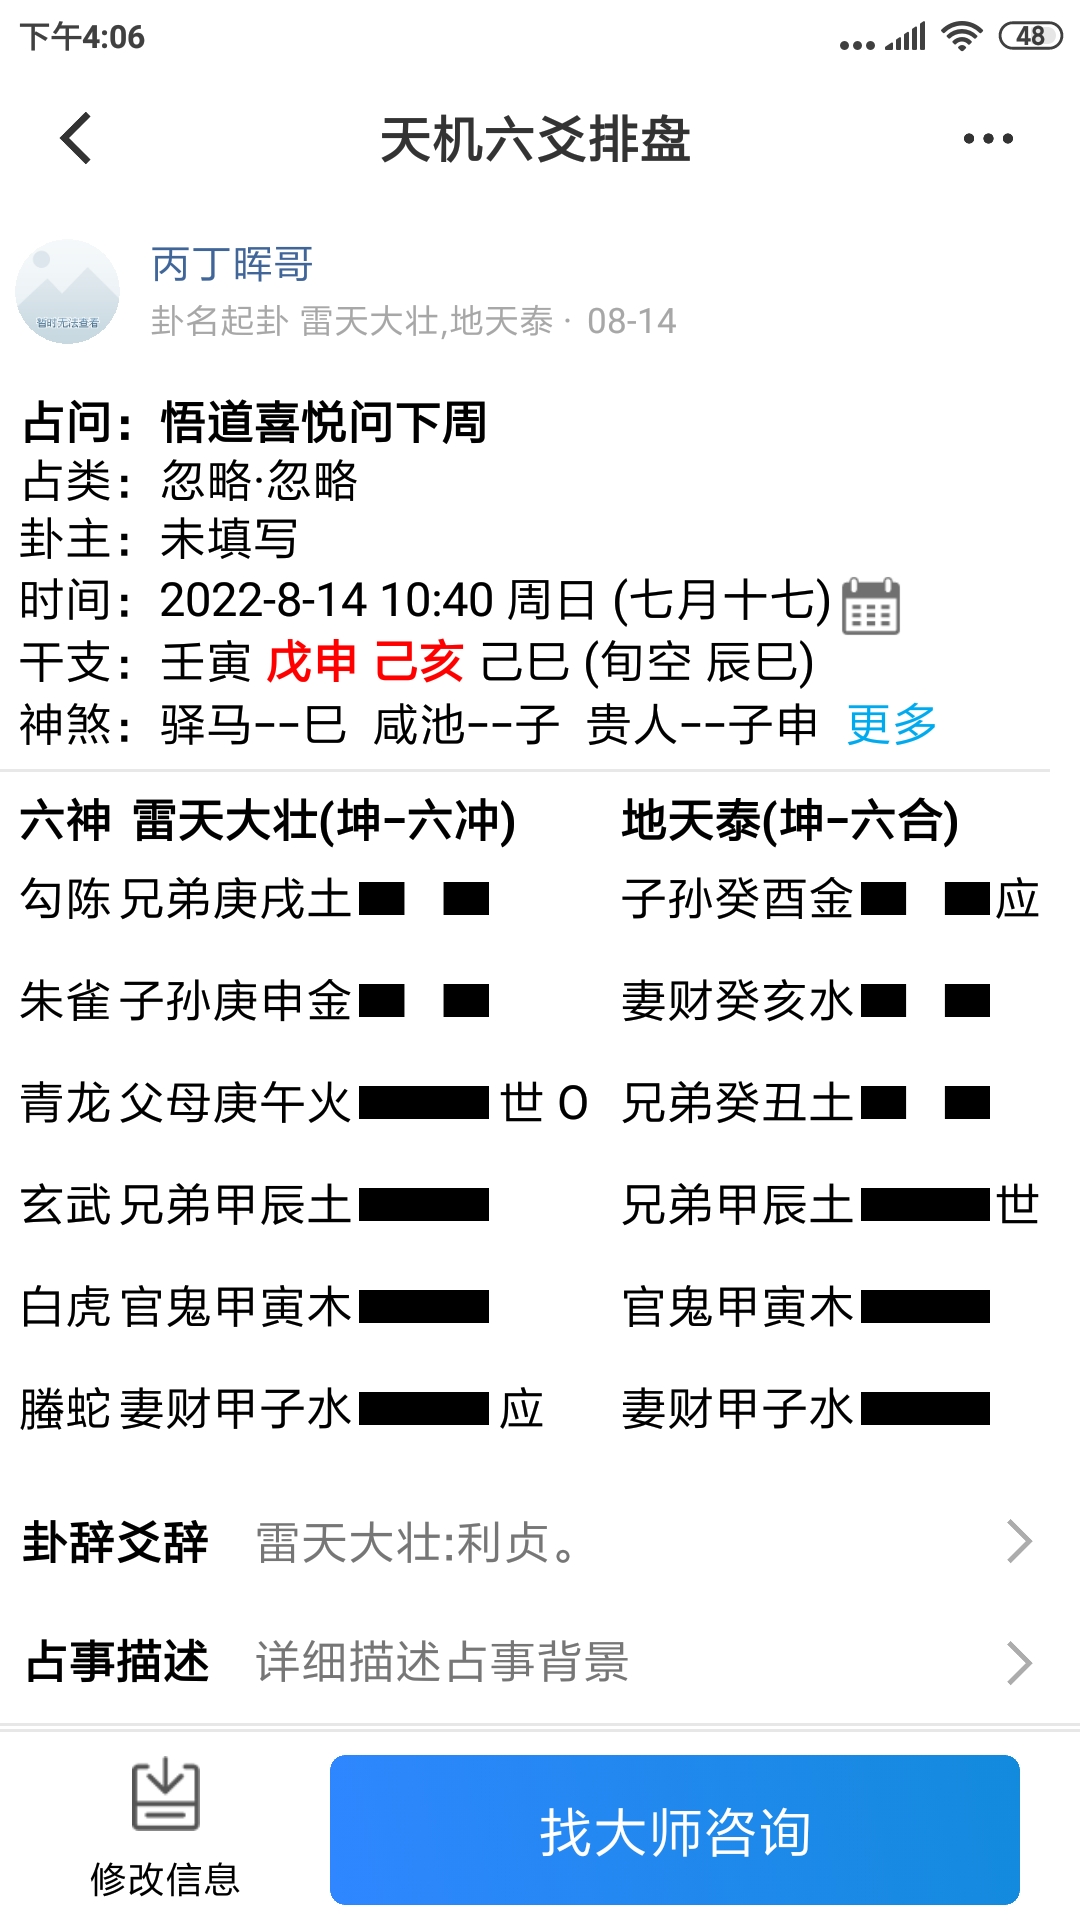 下午4:06
48
天机六爻排盘
暂时无法查看
丙丁晖哥
卦名起卦 雷天大壮,地天泰 · 08-14
占问：悟道喜悦问下周
占类：忽略·忽略
卦主：未填写
时间：2022-8-14 10:40 周日 (七月十七)
干支：壬寅 戊申 己亥 己巳 (旬空 辰巳)
神煞：驿马--巳 咸池--子 贵人--子申 更多
六神 雷天大壮(坤-六冲) 地天泰(坤-六合)
勾陈 兄弟庚戌土 子孙癸酉金 应
朱雀 子孙庚申金 妻财癸亥水
青龙 父母庚午火 世 O 兄弟癸丑土
玄武 兄弟甲辰土 兄弟甲辰土 世
白虎 官鬼甲寅木 官鬼甲寅木
螣蛇 妻财甲子水 应 妻财甲子水
卦辞爻辞 雷天大壮:利贞。
占事描述 详细描述占事背景
修改信息
找大师咨询